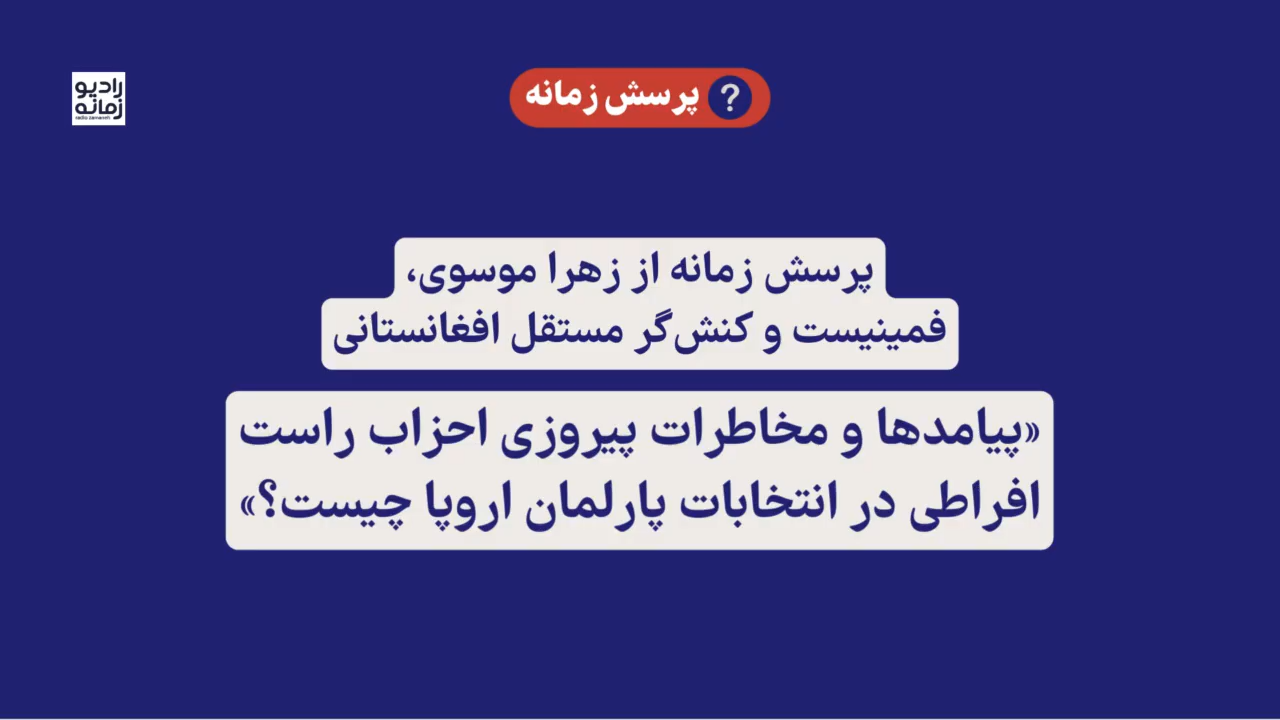 رادیو
زمانه
radio zamaneh
پرسش زمانه ?
پرسش زمانه از زهرا موسوی،
فمینیست و کنش‌گر مستقل افغانستانی
«پیامدها و مخاطرات پیروزی احزاب راست
افراطی در انتخابات پارلمان اروپا چیست؟»